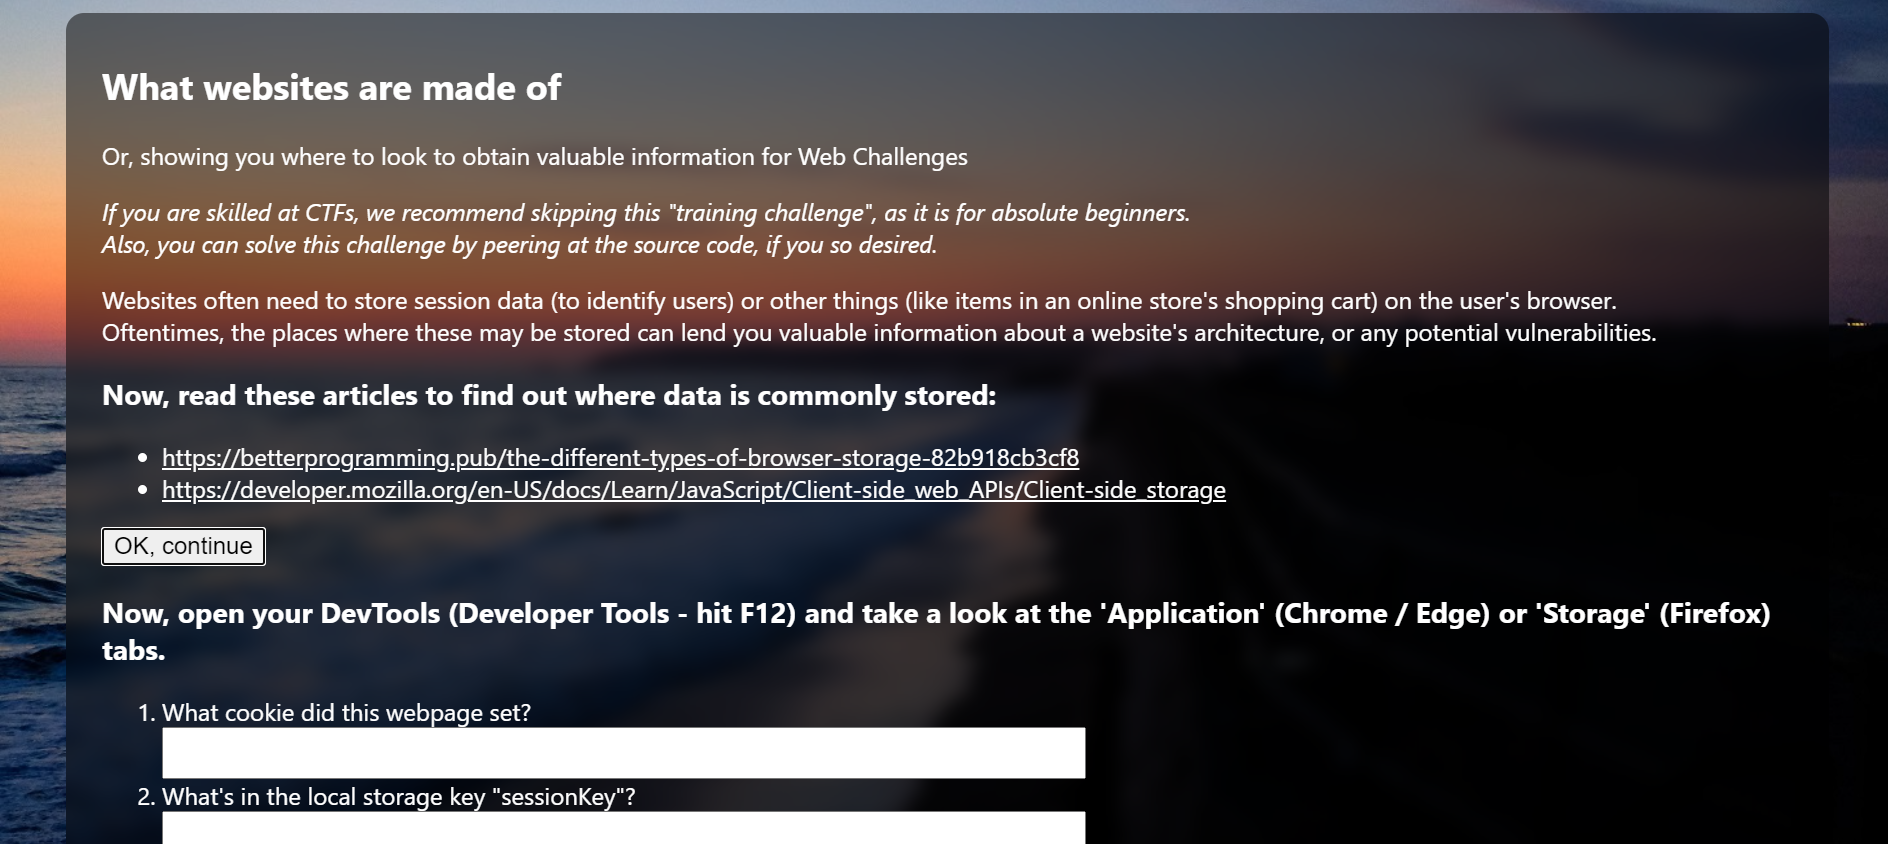 What websites are made of
Or, showing you where to look to obtain valuable information for Web Challenges
If you are skilled at CTFs, we recommend skipping this "training challenge", as it is for absolute beginners.
Also, you can solve this challenge by peering at the source code, if you so desired.
Websites often need to store session data (to identify users) or other things (like items in an online store's shopping cart) on the user's browser.
Oftentimes, the places where these may be stored can lend you valuable information about a website's architecture, or any potential vulnerabilities.
Now, read these articles to find out where data is commonly stored:
• https://betterprogramming.pub/the-different-types-of-browser-storage-82b918cb3cf8
• https://developer.mozilla.org/en-US/docs/Learn/JavaScript/Client-side_web_APIs/Client-side_storage
OK, continue
Now, open your DevTools (Developer Tools - hit F12) and take a look at the 'Application' (Chrome / Edge) or 'Storage' (Firefox)
tabs.
1. What cookie did this webpage set?
2. What's in the local storage key "sessionKey"?